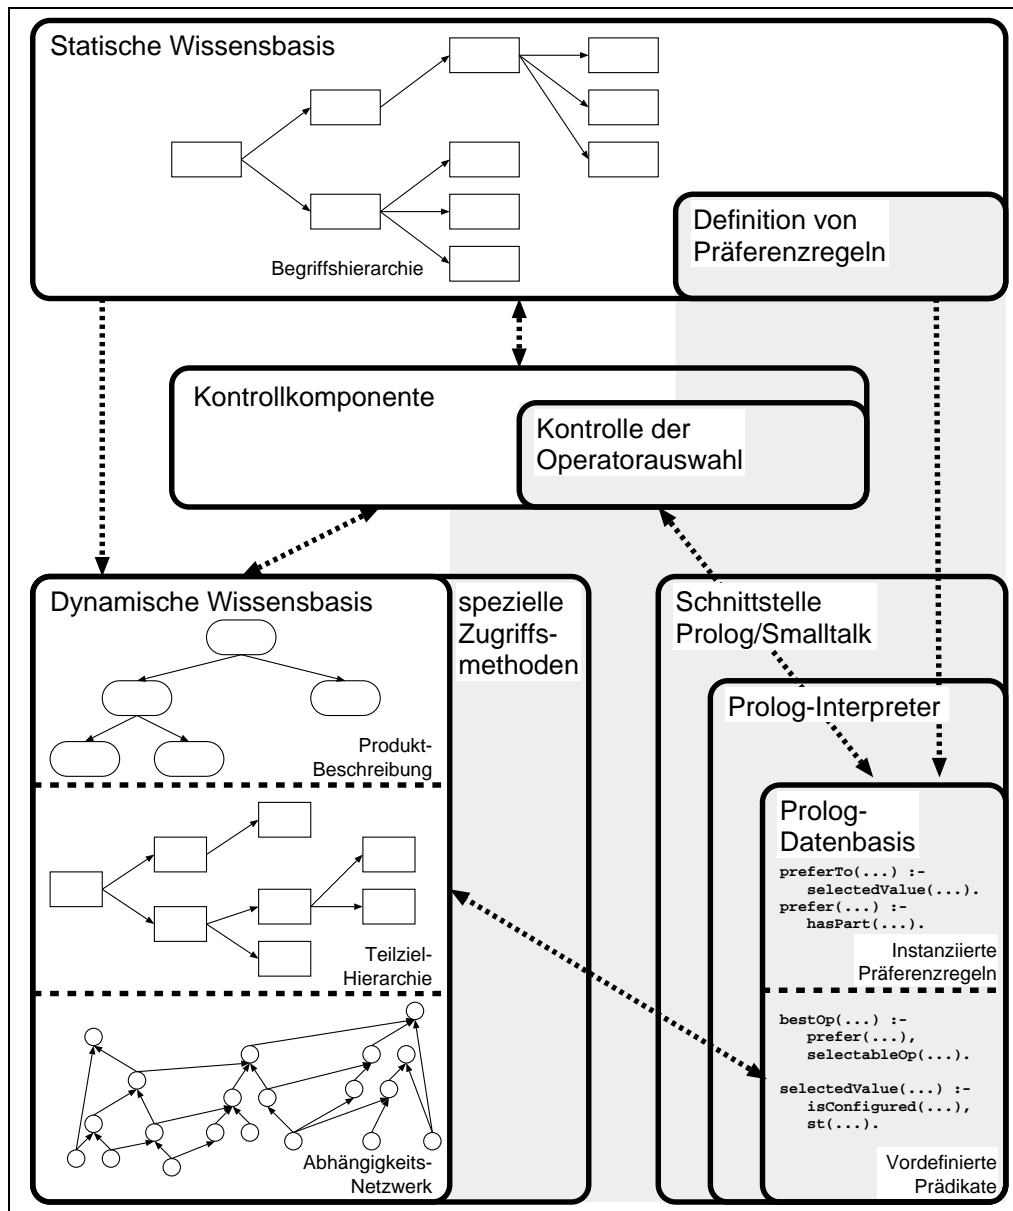 Statische Wissensbasis
Begriffshierarchie
Definition von
Präferenzregeln
Kontrollkomponente
Kontrolle der
Operatorauswahl
Dynamische Wissensbasis
Produkt-
Beschreibung
Teilziel-
Hierarchie
Abhängigkeits-
Netzwerk
spezielle
Zugriffs-
methoden
Schnittstelle
Prolog/Smalltalk
Prolog-Interpreter
Prolog-
Datenbasis
preferTo(...) :-
selectedValue(...).
prefer(...) :-
hasPart(...).
Instanziierte
Präferenzregeln
bestOp(...) :-
prefer(...),
selectableOp(...).
selectedValue(...) :-
isConfigured(...),
st(...).
Vordefinierte
Prädikate